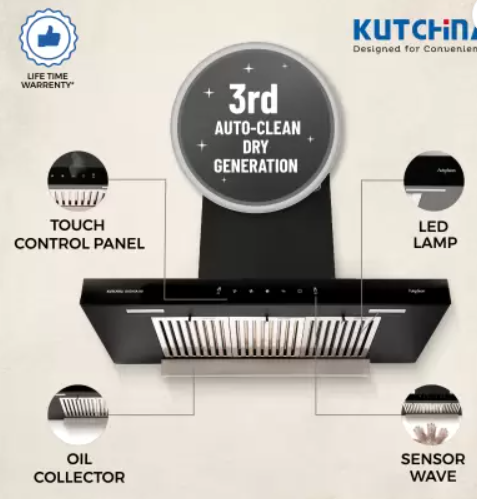 KUTCHiNA
Designed for Convenien
LIFE TIME
WARRENTY*
3rd
AUTO-CLEAN
DRY
GENERATION
TOUCH
CONTROL PANEL
LED
LAMP
OIL
COLLECTOR
SENSOR
WAVE